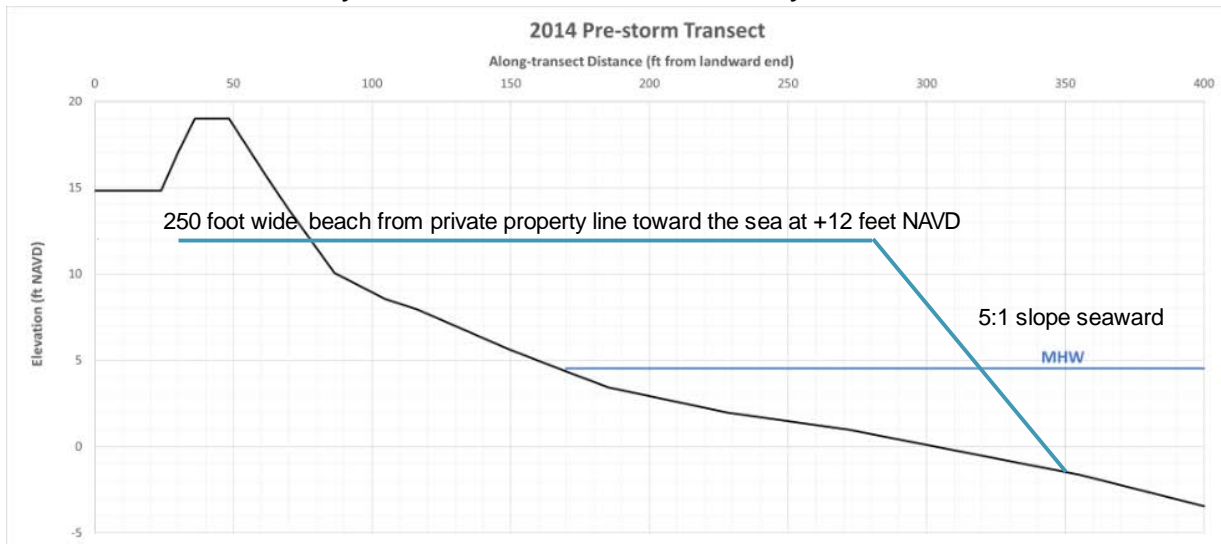 2014 Pre-storm Transect
Along-transect Distance (ft from landward end)
0 50 100 150 200 250 300 350 400
20
15
250 foot wide beach from private property line toward the sea at +12 feet NAVD
10
5:1 slope seaward
5
MHW
0
-5
Elevation (ft NAVD)